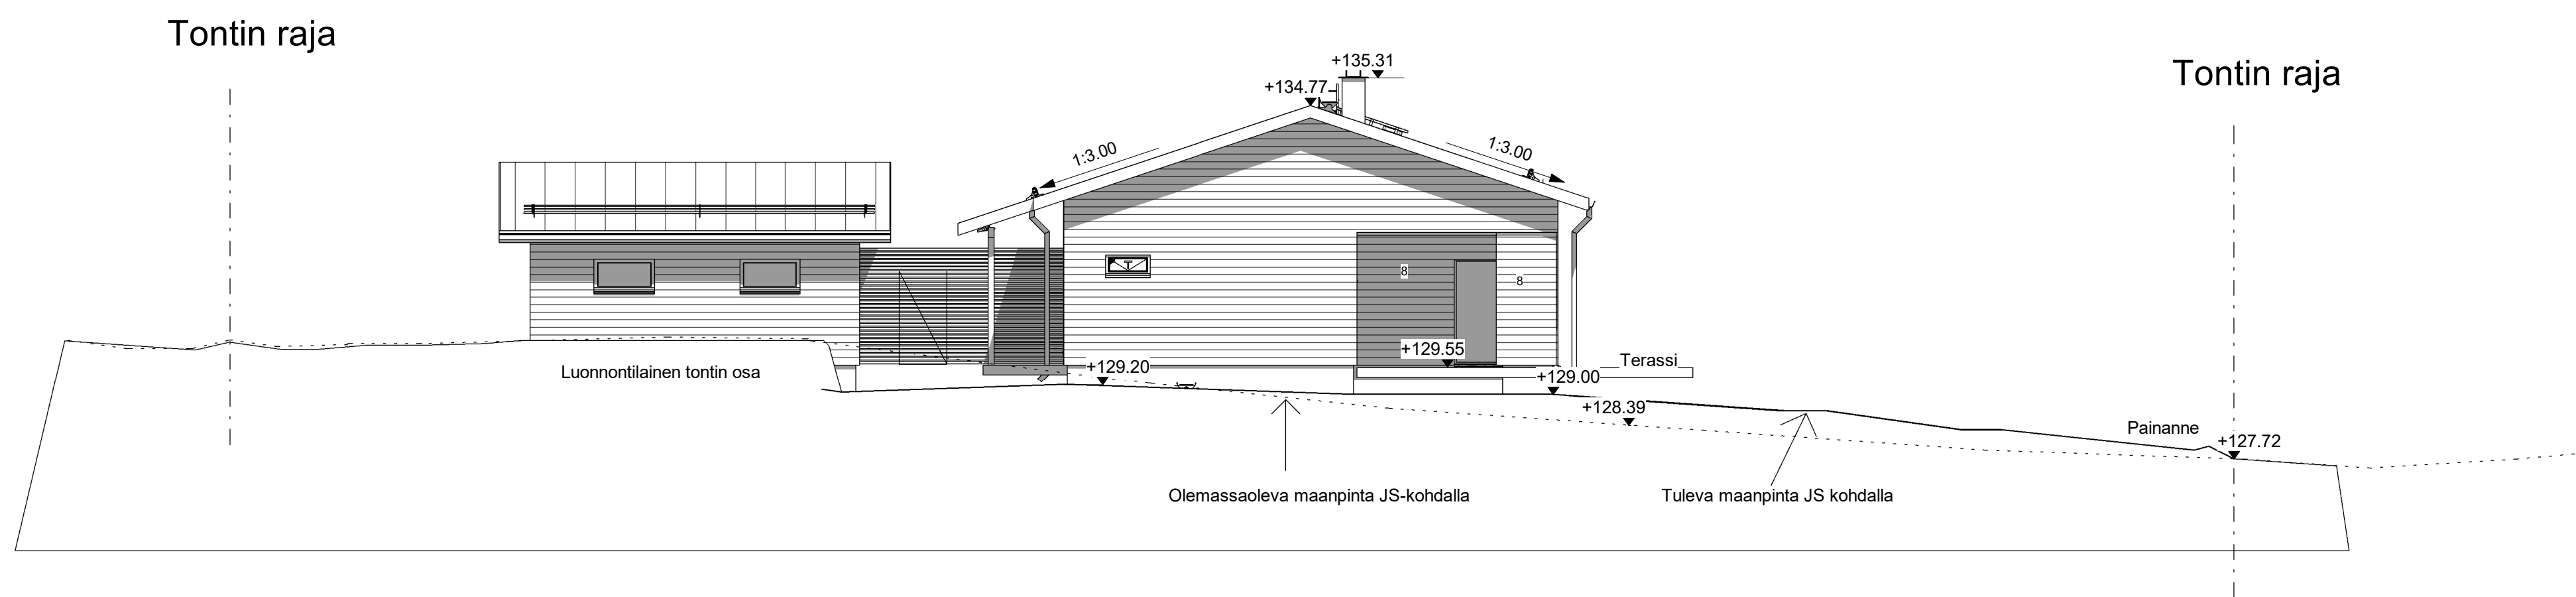 Tontin raja
Tontin raja
+135.31
+134.77
1:3.00
1:3.00
8
8
+129.55
Terassi
+129.20
Luonnontilainen tontin osa
+129.00
+128.39
Painanne
+127.72
Olemassaoleva maanpinta JS-kohdalla
Tuleva maanpinta JS kohdalla